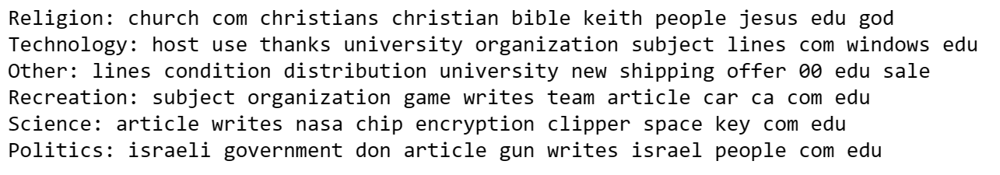 Religion: church com christians christian bible keith people jesus edu god
Technology: host use thanks university organization subject lines com windows edu
Other: lines condition distribution university new shipping offer 00 edu sale
Recreation: subject organization game writes team article car ca com edu
Science: article writes nasa chip encryption clipper space key com edu
Politics: israeli government don article gun writes israel people com edu